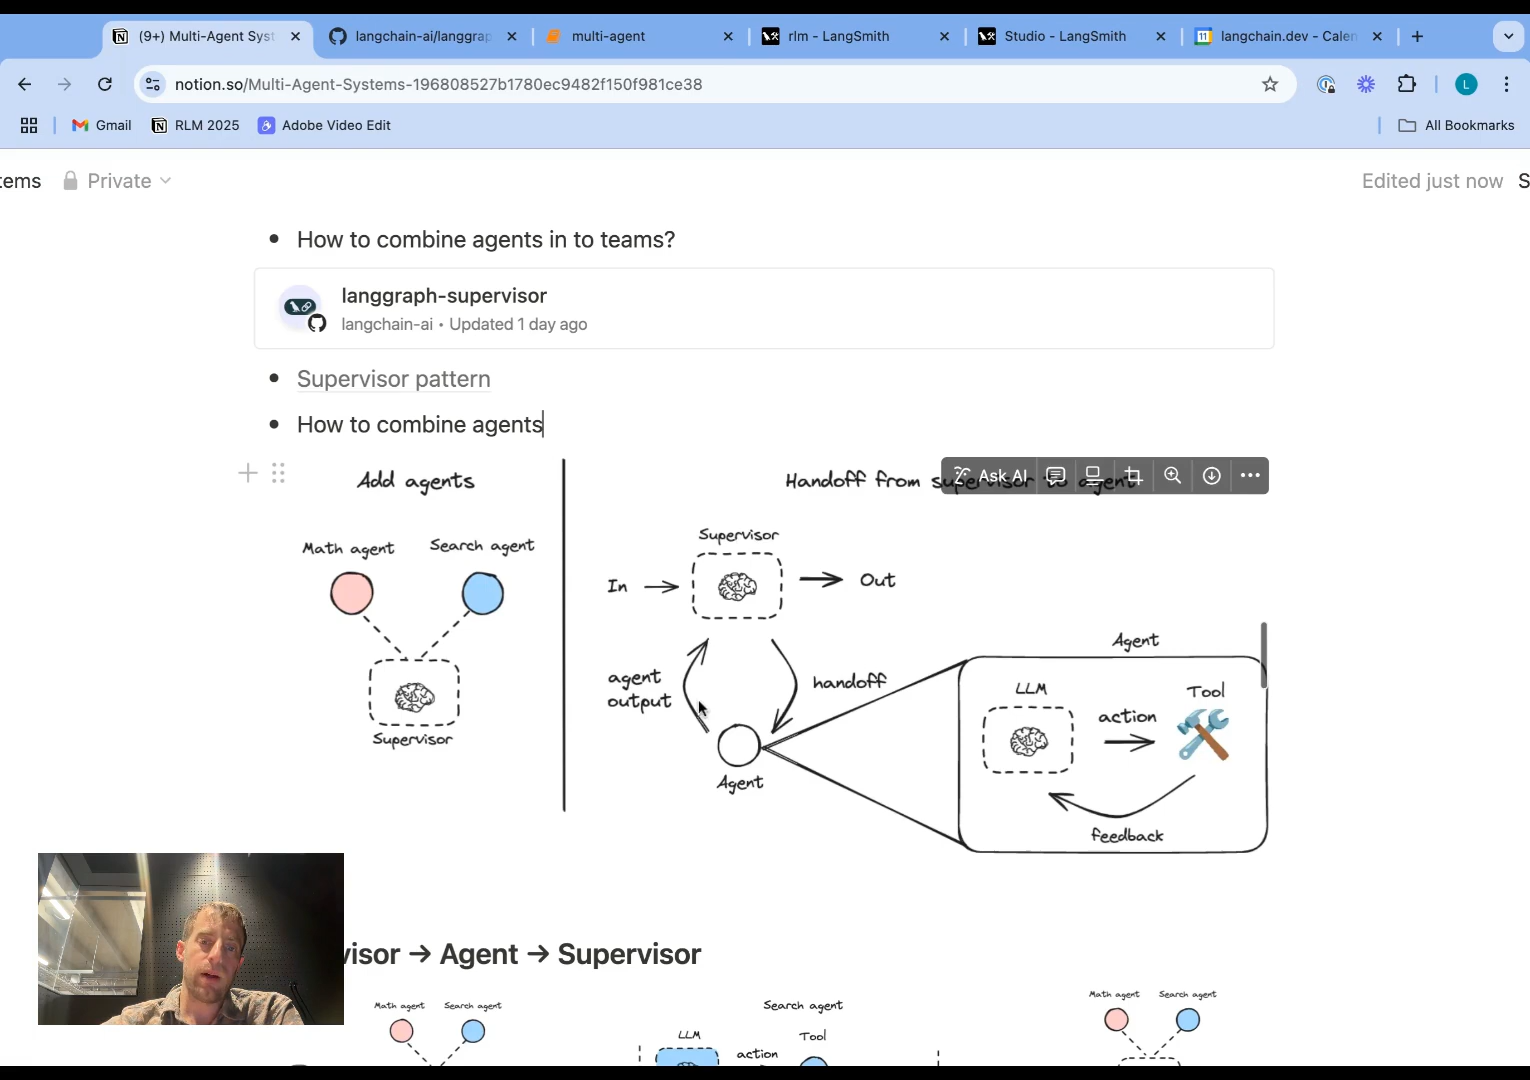 (9+) Multi-Agent Syst
langchain-ai/langgrap
multi-agent
rlm - LangSmith
Studio - LangSmith
langchain.dev - Calen
notion.so/Multi-Agent-Systems-196808527b1780ec9482f150f981ce38
L
Gmail
RLM 2025
Adobe Video Edit
All Bookmarks
tems
Private
Edited just now
S
• How to combine agents in to teams?
langgraph-supervisor
langchain-ai • Updated 1 day ago
• Supervisor pattern
• How to combine agents
Add agents
Handoff from supervisor to agent
Ask AI
Math agent
Search agent
Supervisor
Supervisor
In
Out
agent
output
handoff
Agent
Agent
LLM
Tool
action
feedback
visor → Agent → Supervisor
Math agent
Search agent
Search agent
LLM
Tool
action
Math agent
Search agent